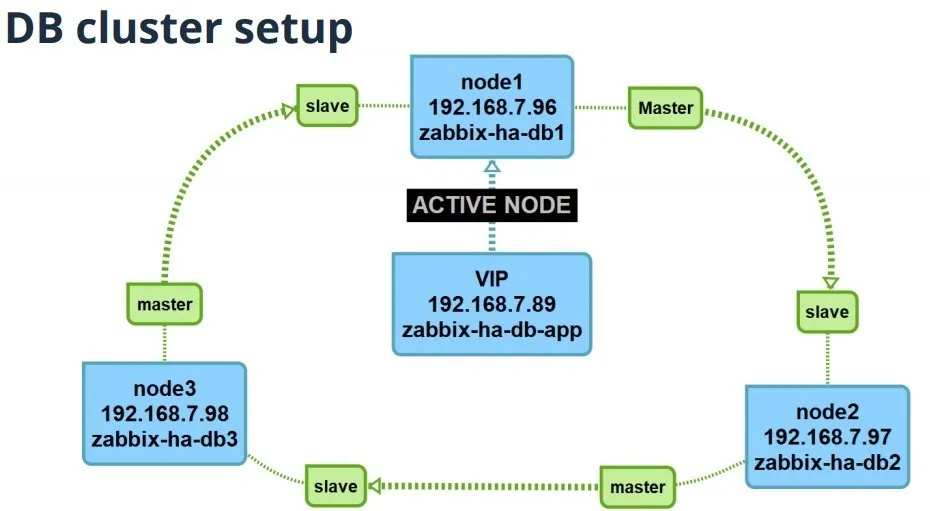 DB cluster setup
node1
192.168.7.96
zabbix-ha-db1
slave
Master
ACTIVE NODE
VIP
192.168.7.89
zabbix-ha-db-app
master
slave
node3
192.168.7.98
zabbix-ha-db3
node2
192.168.7.97
zabbix-ha-db2
slave
master